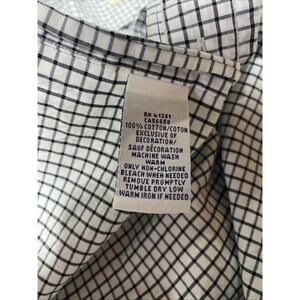 RN 41381
CA56650
100% COTTON/COTON
EXCLUSIVE OF
DECORATION/
SAUF DÉCORATION
MACHINE WASH
WARM
ONLY NON-CHLORINE
BLEACH WHEN NEEDED
REMOVE PROMPTLY
TUMBLE DRY LOW
WARM IRON IF NEEDED